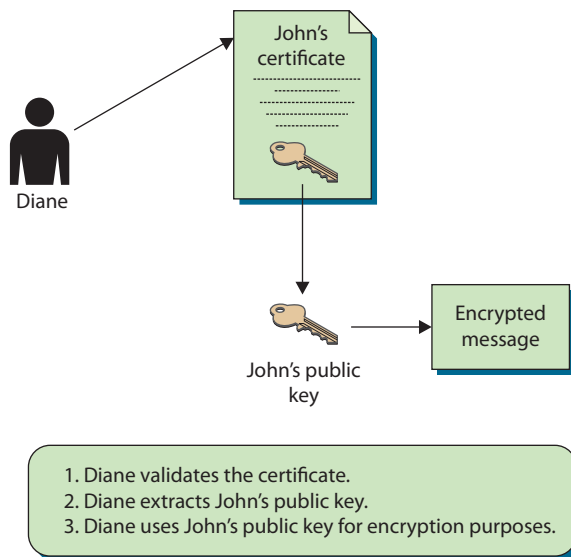 John’s
certificate
Diane
Encrypted
message
John’s public
key
1. Diane validates the certificate.
2. Diane extracts John’s public key.
3. Diane uses John’s public key for encryption purposes.